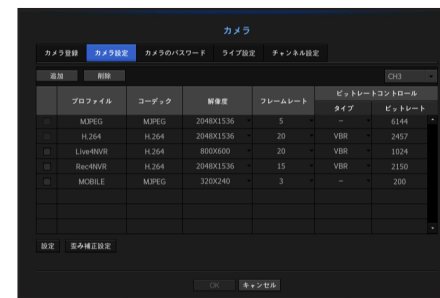 カメラ
カメラ登録 カメラ設定 カメラのパスワード ライブ設定 チャンネル設定
追加 削除 CH3
プロファイル コーデック 解像度 フレームレート ビットレートコントロール
タイプ ビットレート
MJPEG MJPEG 2048X1536 5 – 6144
H.264 H.264 2048X1536 20 VBR 2457
Live4NVR H.264 800X600 20 VBR 1024
Rec4NVR H.264 2048X1536 15 VBR 2150
MOBILE MJPEG 320X240 3 – 200
設定 歪み補正設定
OK キャンセル